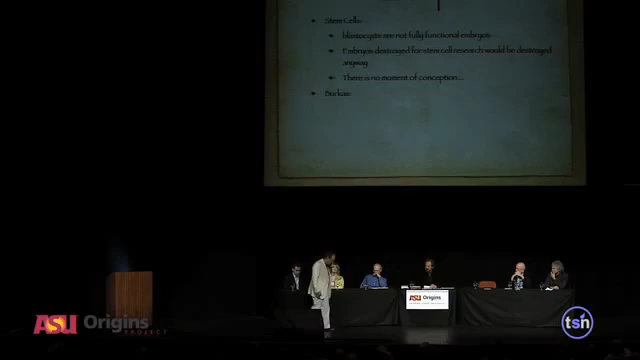 Stem Cells:
blastocysts are not fully functional embryos
Embryos destroyed for stem cell research would be destroyed
anyway
There is no moment of conception...
Burkas:
ASU Origins
ASU Origins
PROJECT
tsn